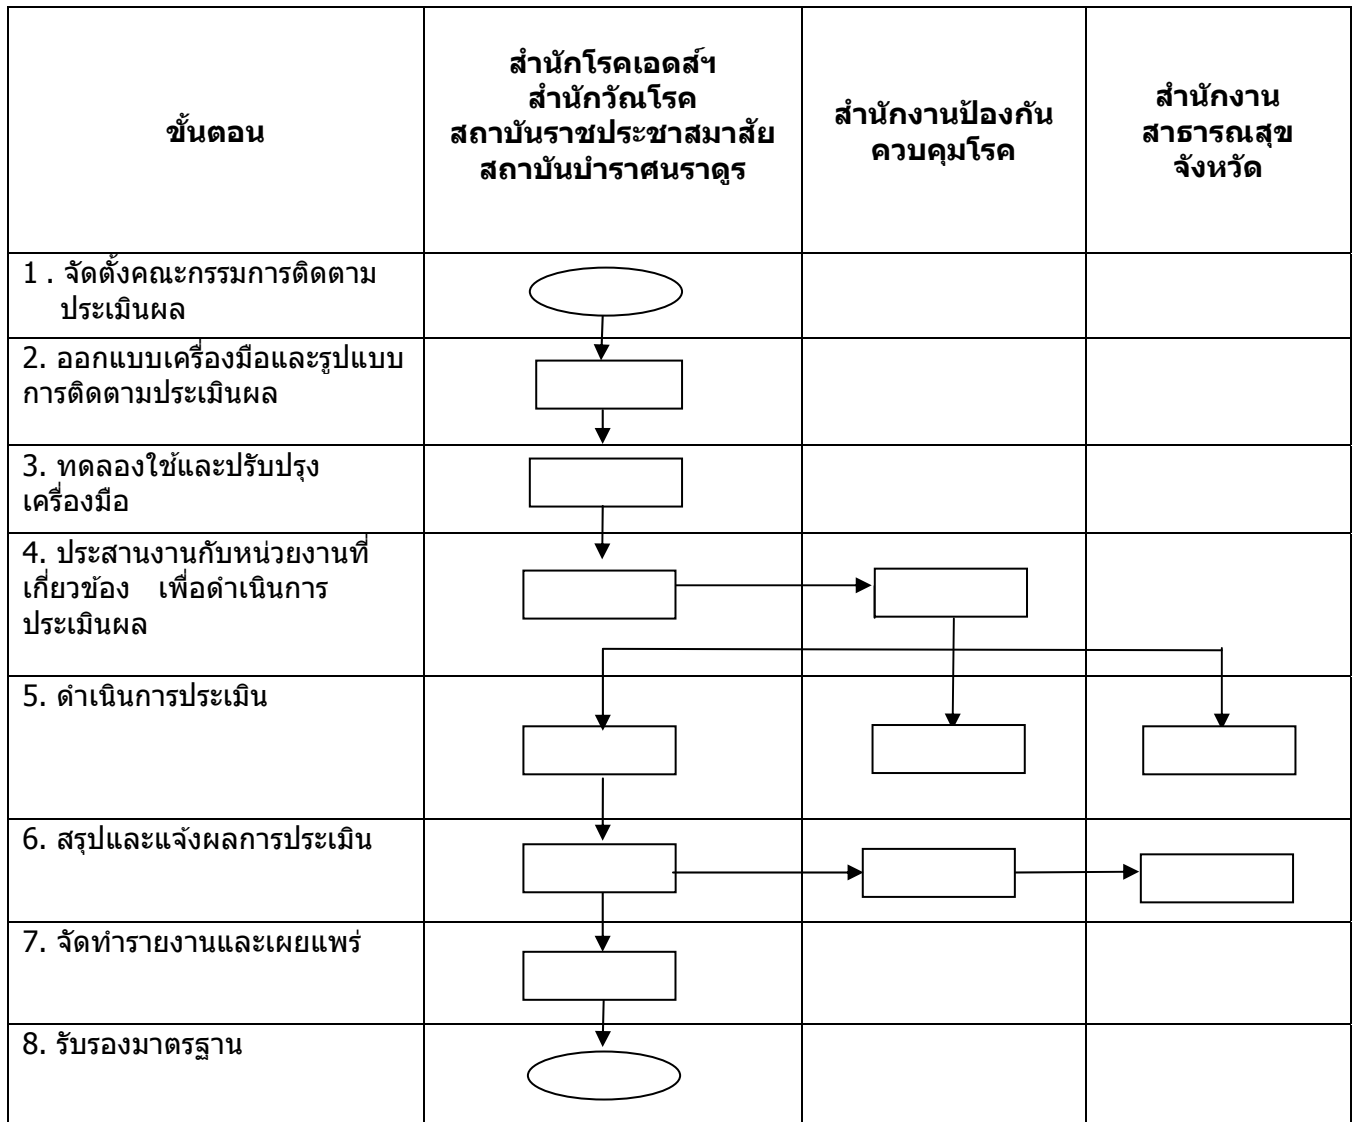 ขั้นตอน
สำนักโรคเอดส์ฯ
สำนักวัณโรค
สถาบันราชประชาสมาสัย
สถาบันบำราศนราดูร
สำนักงานป้องกัน
ควบคุมโรค
สำนักงาน
สาธารณสุข
จังหวัด
1 . จัดตั้งคณะกรรมการติดตาม
ประเมินผล
2. ออกแบบเครื่องมือและรูปแบบ
การติดตามประเมินผล
3. ทดลองใช้และปรับปรุง
เครื่องมือ
4. ประสานงานกับหน่วยงานที่
เกี่ยวข้อง เพื่อดำเนินการ
ประเมินผล
5. ดำเนินการประเมิน
6. สรุปและแจ้งผลการประเมิน
7. จัดทำรายงานและเผยแพร่
8. รับรองมาตรฐาน